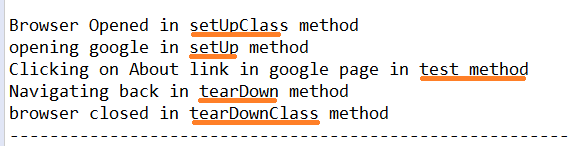 Browser Opened in setUpClass method
opening google in setUp method
Clicking on About link in google page in test method
Navigating back in tearDown method
browser closed in tearDownClass method
--------------------------------------------------------